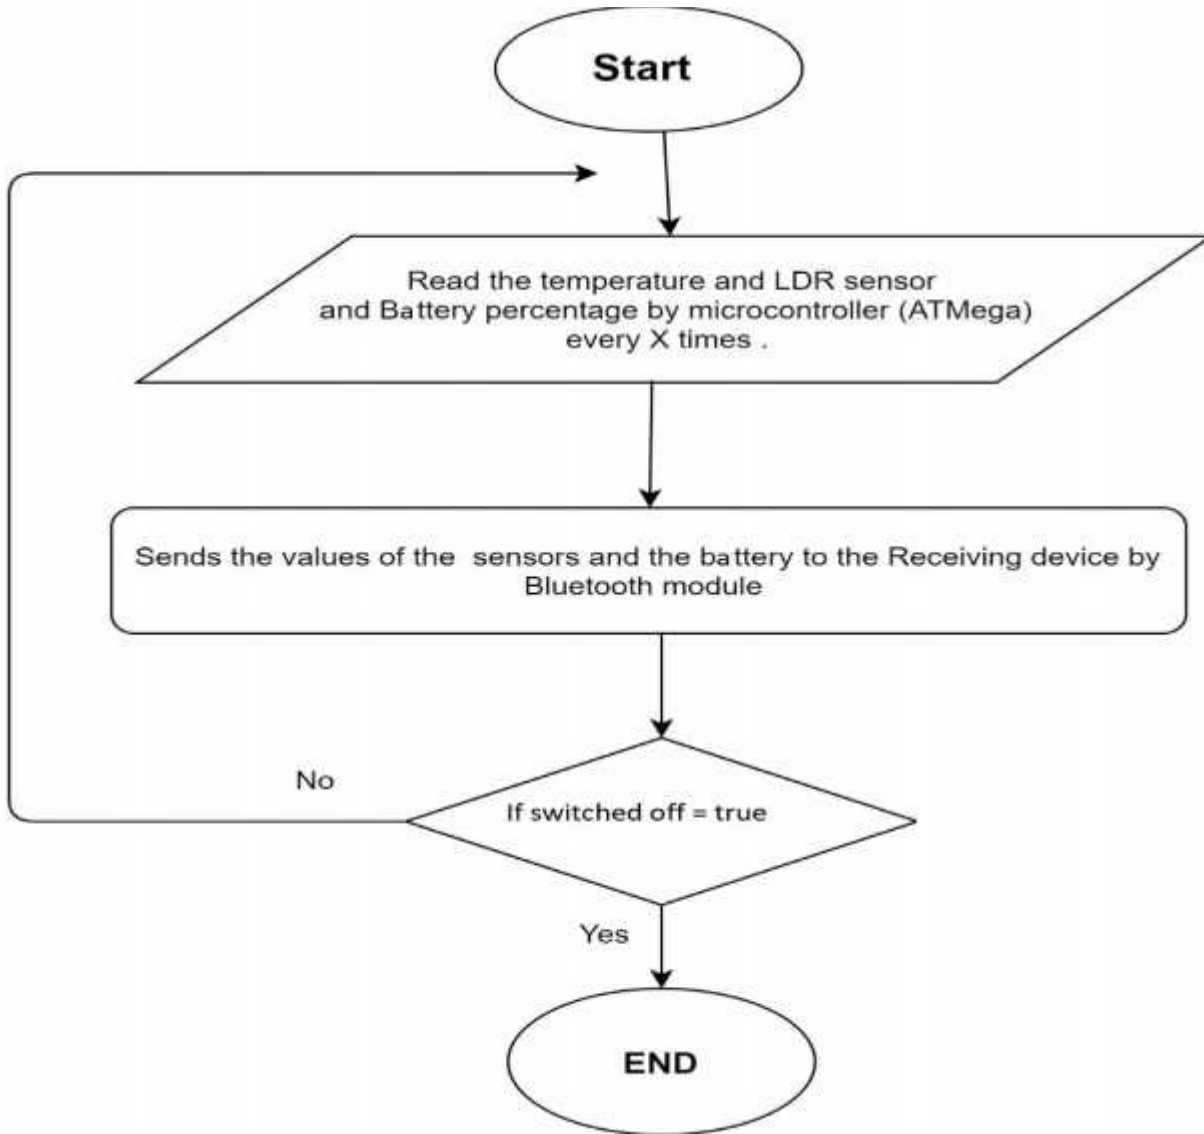 Start
Read the temperature and LDR sensor
and Battery percentage by microcontroller (ATMega)
every X times .
Sends the values of the sensors and the battery to the Receiving device by
Bluetooth module
No
If switched off = true
Yes
END